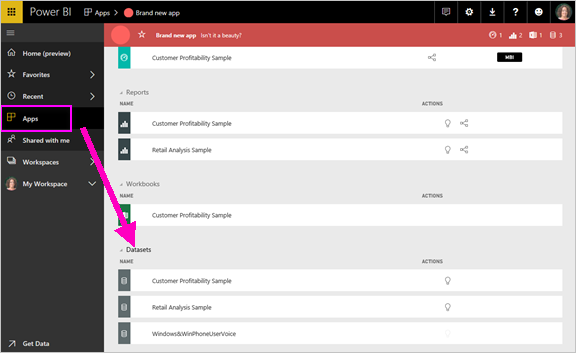 Power BI
Apps
Brand new app
Home (preview)
Favorites
Recent
Apps
Shared with me
Workspaces
My Workspace
Get Data
Brand new app Isn't it a beauty?
1
2
1
3
Customer Profitability Sample
MBI
Reports
NAME ACTIONS
Customer Profitability Sample
Retail Analysis Sample
Workbooks
NAME ACTIONS
Customer Profitability Sample
Datasets
NAME ACTIONS
Customer Profitability Sample
Retail Analysis Sample
Windows&WinPhoneUserVoice